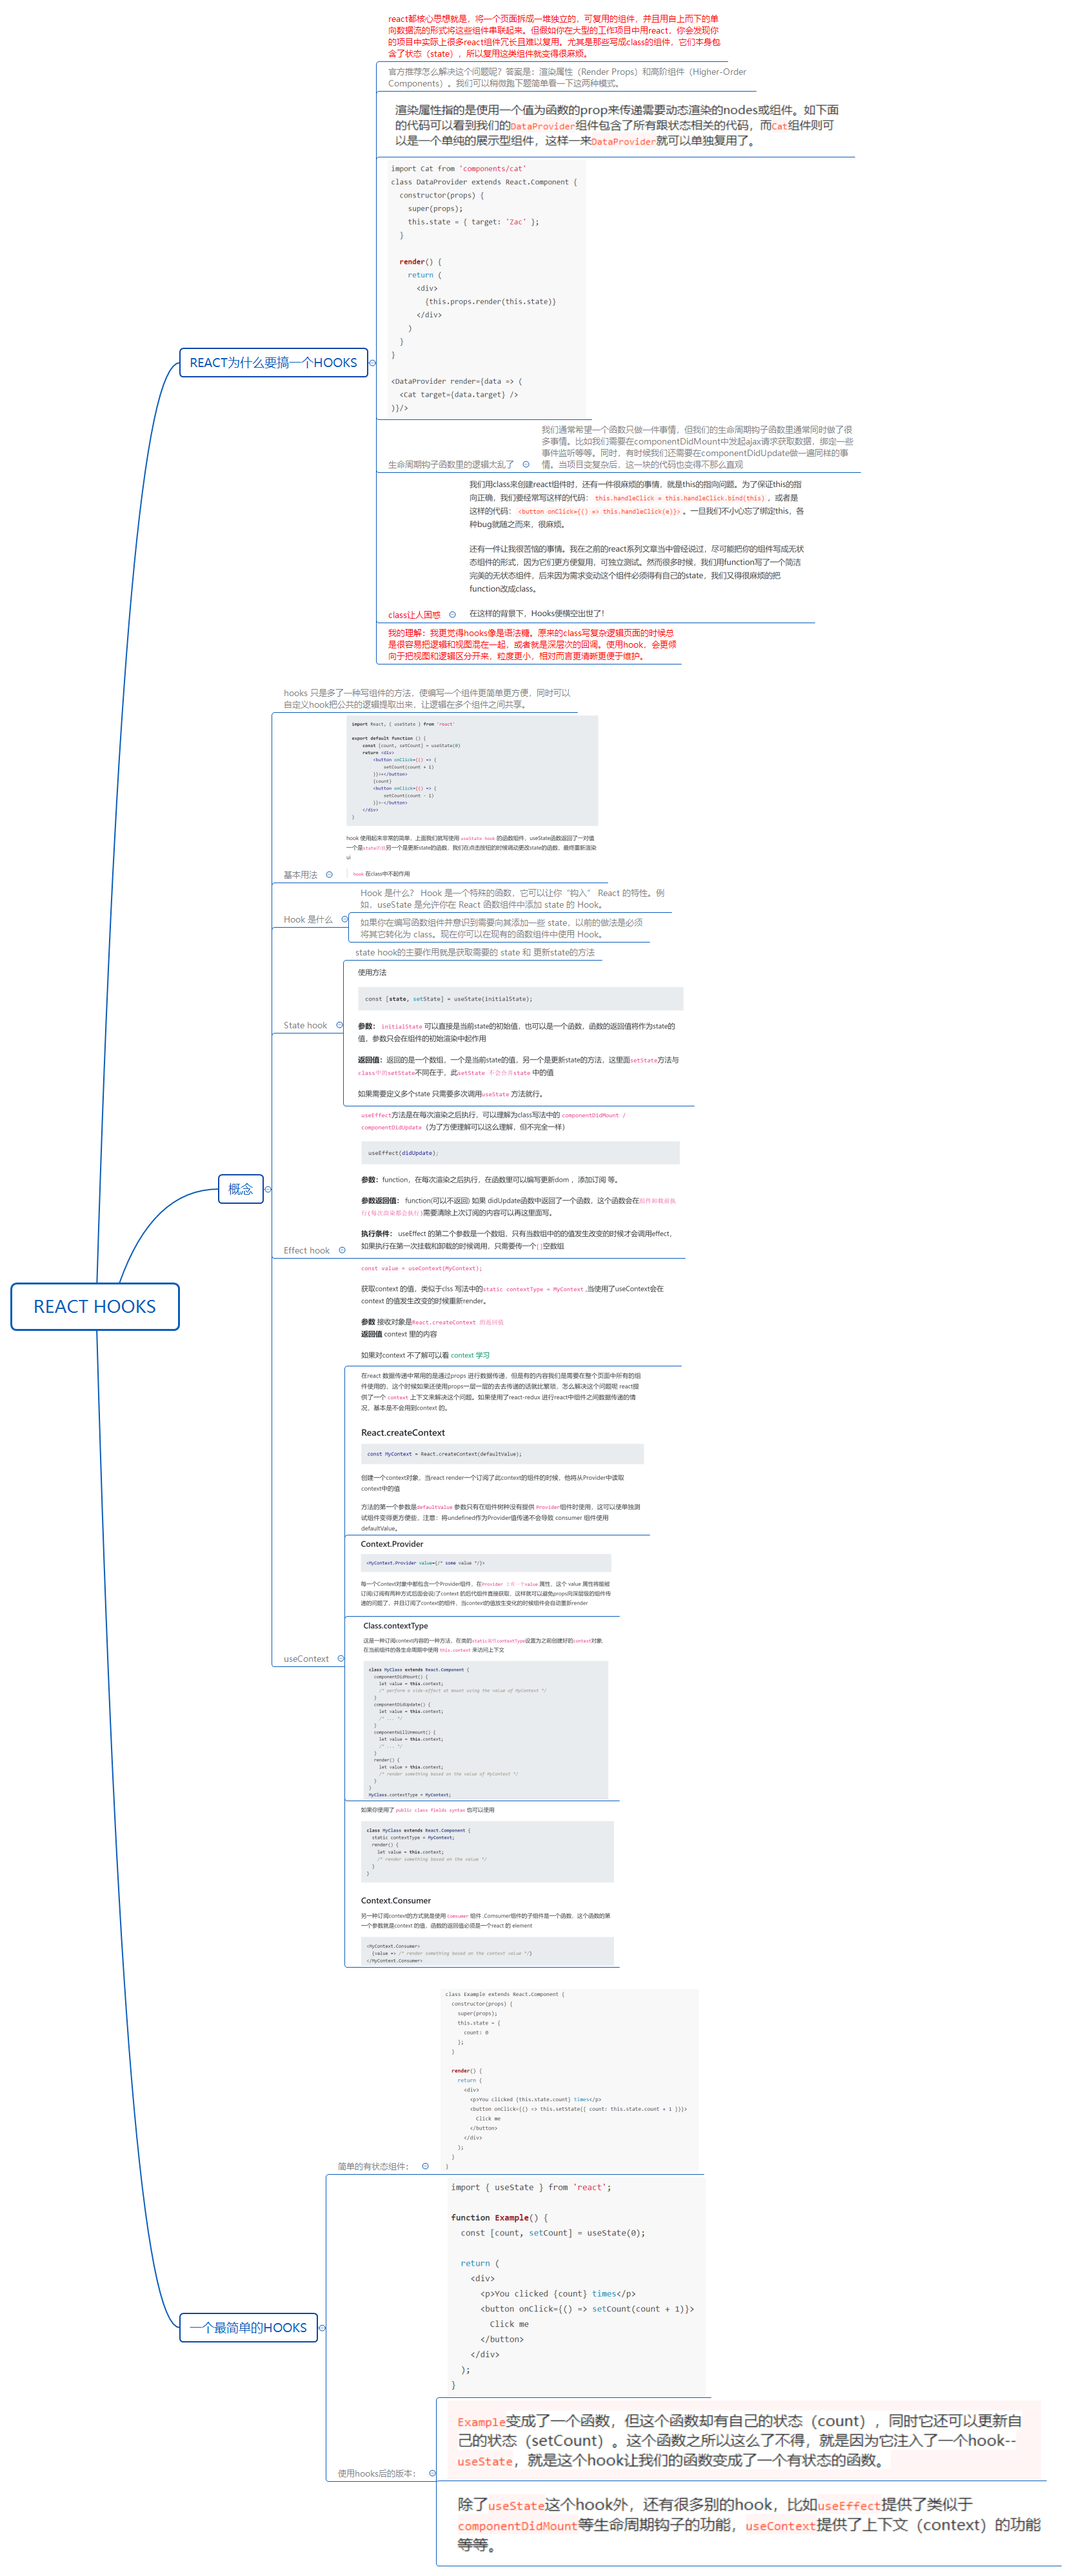 react都核心思想就是，将一个页面拆成一堆独立的，可复用的组件，并且用自上而下的单
向数据流的形式将这些组件串联起来。但假如你在大型的工作项目中用react，你会发现你
的项目中实际上很多react组件冗长且难以复用。尤其是那些写成class的组件，它们本身包
含了状态（state），所以复用这类组件就变得很麻烦。
官方推荐怎么解决这个问题呢？答案是：渲染属性（Render Props）和高阶组件（Higher-Order
Components）。我们可以稍微跑下题简单看一下这两种模式。
渲染属性指的是使用一个值为函数的prop来传递需要动态渲染的nodes或组件。如下面
的代码可以看到我们的DataProvider组件包含了所有跟状态相关的代码，而Cat组件则可
以是一个单纯的展示型组件，这样一来DataProvider就可以单独复用了。
import Cat from 'components/cat'
class DataProvider extends React.Component {
constructor(props) {
super(props);
this.state = { target: 'Zac' };
}
render() {
return (
<div>
{this.props.render(this.state)}
</div>
)
}
}
<DataProvider render={data => (
<Cat target={data.target} />
)}/>
REACT为什么要搞一个HOOKS
生命周期钩子函数里的逻辑太乱了
我们通常希望一个函数只做一件事情，但我们的生命周期钩子函数里通常同时做了很
多事情。比如我们需要在componentDidMount中发起ajax请求获取数据，绑定一些
事件监听等等。同时，有时候我们还需要在componentDidUpdate做一遍同样的事
情。当项目变复杂后，这一块的代码也变得不那么直观
我们用class来创建react组件时，还有一件很麻烦的事情，就是this的指向问题。为了保证this的指
向正确，我们要经常写这样的代码：this.handleClick = this.handleClick.bind(this)，或者是
这样的代码：<button onClick={() => this.handleClick(e)}>。一旦我们不小心忘了绑定this，各
种bug就随之而来，很麻烦。
还有一件让我很苦恼的事情。我在之前的react系列文章当中曾经说过，尽可能把你的组件写成无状
态组件的形式，因为它们更方便复用，可独立测试。然而很多时候，我们用function写了一个简洁
完美的无状态组件，后来因为需求变动这个组件必须得有自己的state，我们又得很麻烦的把
function改成class。
在这样的背景下，Hooks便横空出世了！
class让人困惑
我的理解：我更觉得hooks像是语法糖。原来的class写复杂逻辑页面的时候总
是很容易把逻辑和视图混在一起，或者就是深层次的回调。使用hook，会更倾
向于把视图和逻辑区分开来，粒度更小，相对而言更清晰更便于维护。
hooks 只是多了一种写组件的方法，使编写一个组件更简单更方便，同时可以
自定义hook把公共的逻辑提取出来，让逻辑在多个组件之间共享。
import React, { useState } from 'react'
export default function () {
const [count, setCount] = useState(0)
return <div>
<button onClick={() => {
setCount(count + 1)
}}>+</button>
{count}
<button onClick={() => {
setCount(count - 1)
}}>-</button>
</div>
}
hook 使用起来非常的简单，上面我们就写使用 useState hook 的函数组件，useState函数返回了一对值
一个是state的值另一个是更新state的函数，我们在点击按钮的时候调动更改state的函数，最终重新渲染
ui
hook 在class中不起作用
基本用法
Hook 是什么
Hook 是什么？ Hook 是一个特殊的函数，它可以让你“钩入” React 的特性。例
如，useState 是允许你在 React 函数组件中添加 state 的 Hook。
如果你在编写函数组件并意识到需要向其添加一些 state，以前的做法是必须
将其它转化为 class。现在你可以在现有的函数组件中使用 Hook。
state hook的主要作用就是获取需要的 state 和 更新state的方法
使用方法
const [state, setState] = useState(initialState);
State hook
参数： initialState 可以直接是当前state的初始值，也可以是一个函数，函数的返回值将作为state的
值，参数只会在组件的初始渲染中起作用
返回值：返回的是一个数组，一个是当前state的值，另一个是更新state的方法，这里面setState方法与
class中的setState不同在于，此setState 不会合并state 中的值
如果需要定义多个state 只需要多次调用useState 方法就行。
useEffect方法是在每次渲染之后执行，可以理解为class写法中的 componentDidMount /
componentDidUpdate（为了方便理解可以这么理解，但不完全一样）
useEffect(didUpdate);
概念
参数：function，在每次渲染之后执行，在函数里可以编写更新dom ，添加订阅 等。
参数返回值： function(可以不返回) 如果 didUpdate函数中返回了一个函数，这个函数会在组件卸载前执
行(每次渲染都会执行)需要清除上次订阅的内容可以再这里面写。
执行条件： useEffect 的第二个参数是一个数组，只有当数组中的的值发生改变的时候才会调用effect，
如果执行在第一次挂载和卸载的时候调用，只需要传一个[]空数组
Effect hook
REACT HOOKS
const value = useContext(MyContext);
获取context 的值，类似于clss 写法中的static contextType = MyContext ,当使用了useContext会在
context 的值发生改变的时候重新render。
参数 接收对象是React.createContext 的返回值
返回值 context 里的内容
如果对context 不了解可以看 context 学习
在react 数据传递中常用的是通过props 进行数据传递，但是有的内容我们是需要在整个页面中所有的组
件使用的，这个时候如果还使用props一层一层的去去传递的话就比繁琐，怎么解决这个问题呢 react提
供了一个 context 上下文来解决这个问题。如果使用了react-redux 进行react中组件之间数据传递的情
况，基本是不会用到context 的。
React.createContext
const MyContext = React.createContext(defaultValue);
创建一个context对象，当react render一个订阅了此context的组件的时候，他将从Provider中读取
context中的值
方法的第一个参数是defaultValue 参数只有在组件树种没有提供 Provider组件时使用，这可以使单独测
试组件变得更方便些，注意：将undefined作为Provider值传递不会导致 consumer 组件使用
defaultValue。
Context.Provider
<MyContext.Provider value={/* some value */}>
每一个Context对象中都包含一个Provider组件，在Provider 上有一个value 属性，这个 value 属性将能被
订阅(订阅有两种方式后面会说)了context 的后代组件直接获取，这样就可以避免props向深层级的组件传
递的问题了，并且订阅了context的组件，当context的值放生变化的时候组件会自动重新render
Class.contextType
这是一种订阅context内容的一种方法，在类的static属性contextType设置为之前创建好的context对象,
在当前组件的各生命周期中使用 this.context 来访问上下文
useContext
class MyClass extends React.Component {
componentDidMount() {
let value = this.context;
/* perform a side-effect at mount using the value of MyContext */
}
componentDidUpdate() {
let value = this.context;
/* ... */
}
componentWillUnmount() {
let value = this.context;
/* ... */
}
render() {
let value = this.context;
/* render something based on the value of MyContext */
}
}
MyClass.contextType = MyContext;
如果你使用了 public class fields syntax 也可以使用
class MyClass extends React.Component {
static contextType = MyContext;
render() {
let value = this.context;
/* render something based on the value */
}
}
Context.Consumer
另一种订阅context的方式就是使用 Consumer 组件 ,Comsumer组件的子组件是一个函数，这个函数的第
一个参数就是context 的值，函数的返回值必须是一个react 的 element
<MyContext.Consumer>
{value => /* render something based on the context value */}
</MyContext.Consumer>
class Example extends React.Component {
constructor(props) {
super(props);
this.state = {
count: 0
};
}
render() {
return (
<div>
<p>You clicked {this.state.count} times</p>
<button onClick={() => this.setState({ count: this.state.count + 1 })}>
Click me
</button>
</div>
);
}
}
简单的有状态组件：
import { useState } from 'react';
function Example() {
const [count, setCount] = useState(0);
return (
<div>
<p>You clicked {count} times</p>
<button onClick={() => setCount(count + 1)}>
Click me
</button>
</div>
);
}
一个最简单的HOOKS
Example变成了一个函数，但这个函数却有自己的状态（count），同时它还可以更新自
己的状态（setCount）。这个函数之所以这么了不得，就是因为它注入了一个hook--
useState，就是这个hook让我们的函数变成了一个有状态的函数。
使用hooks后的版本：
除了useState这个hook外，还有很多别的hook，比如useEffect提供了类似于
componentDidMount等生命周期钩子的功能，useContext提供了上下文（context）的功能
等等。